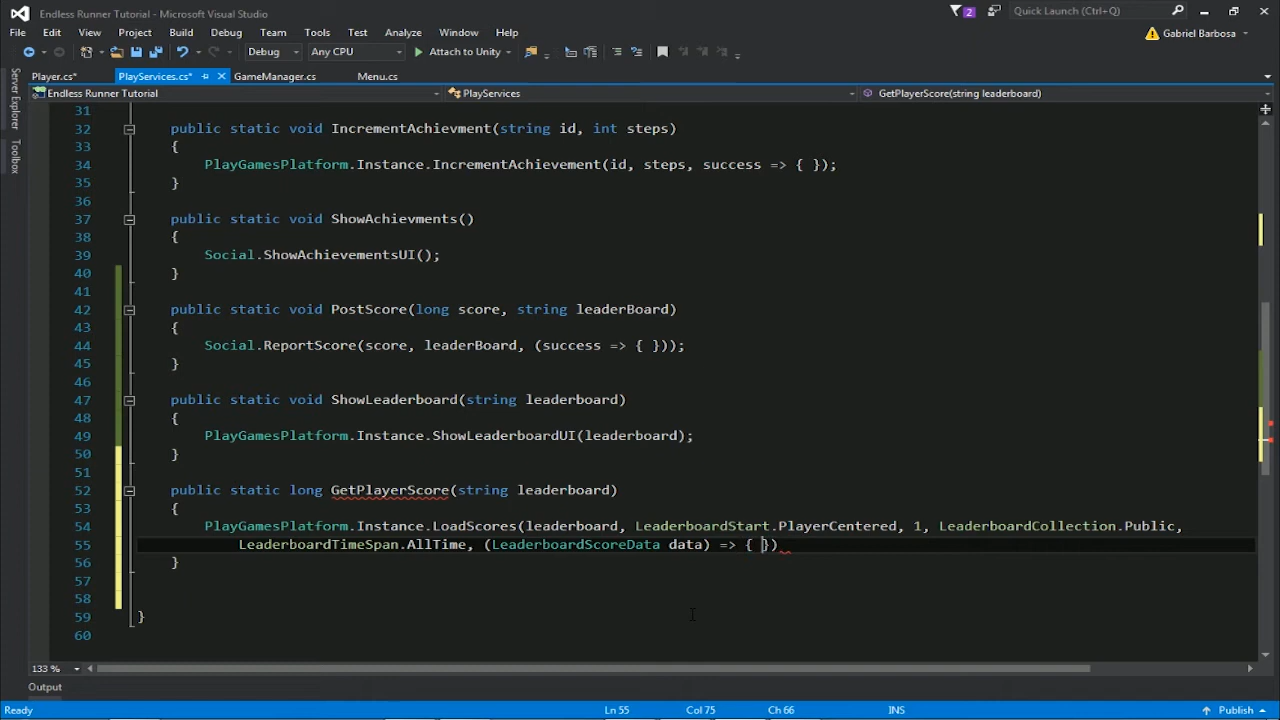 Endless Runner Tutorial - Microsoft Visual Studio
2
Quick Launch (Ctrl+Q)
File Edit View Project Build Debug Team Tools Test Analyze Window Help
Gabriel Barbosa
Debug Any CPU Attach to Unity
Player.cs* PlayServices.cs* GameManager.cs Menu.cs
Endless Runner Tutorial PlayServices GetPlayerScore(string leaderboard)
Server Explorer
Toolbox
31
32 public static void IncrementAchievment(string id, int steps)
33 {
34 PlayGamesPlatform.Instance.IncrementAchievement(id, steps, success => { });
35 }
36
37 public static void ShowAchievments()
38 {
39 Social.ShowAchievementsUI();
40 }
41
42 public static void PostScore(long score, string leaderBoard)
43 {
44 Social.ReportScore(score, leaderBoard, (success => { }));
45 }
46
47 public static void ShowLeaderboard(string leaderboard)
48 {
49 PlayGamesPlatform.Instance.ShowLeaderboardUI(leaderboard);
50 }
51
52 public static long GetPlayerScore(string leaderboard)
53 {
54 PlayGamesPlatform.Instance.LoadScores(leaderboard, LeaderboardStart.PlayerCentered, 1, LeaderboardCollection.Public,
55 LeaderboardTimeSpan.AllTime, (LeaderboardScoreData data) => { })
56 }
57
58
59 }
60
133 %
Output
Ready Ln 55 Col 75 Ch 66 INS Publish